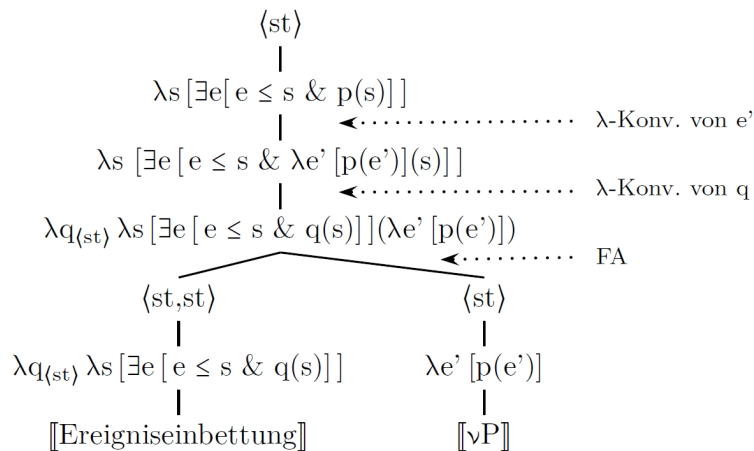 ⟨st⟩
λs [∃e[ e ≤ s & p(s)] ]
λ-Konv. von e’
λs [∃e [ e ≤ s & λe’ [p(e’)](s) ] ]
λ-Konv. von q
λq⟨st⟩ λs [∃e [ e ≤ s & q(s)] ](λe’ [p(e’)])
FA
⟨st,st⟩ ⟨st⟩
λq⟨st⟩ λs [∃e [ e ≤ s & q(s)] ] λe’ [p(e’)]
⟦Ereigniseinbettung⟧ ⟦νP⟧